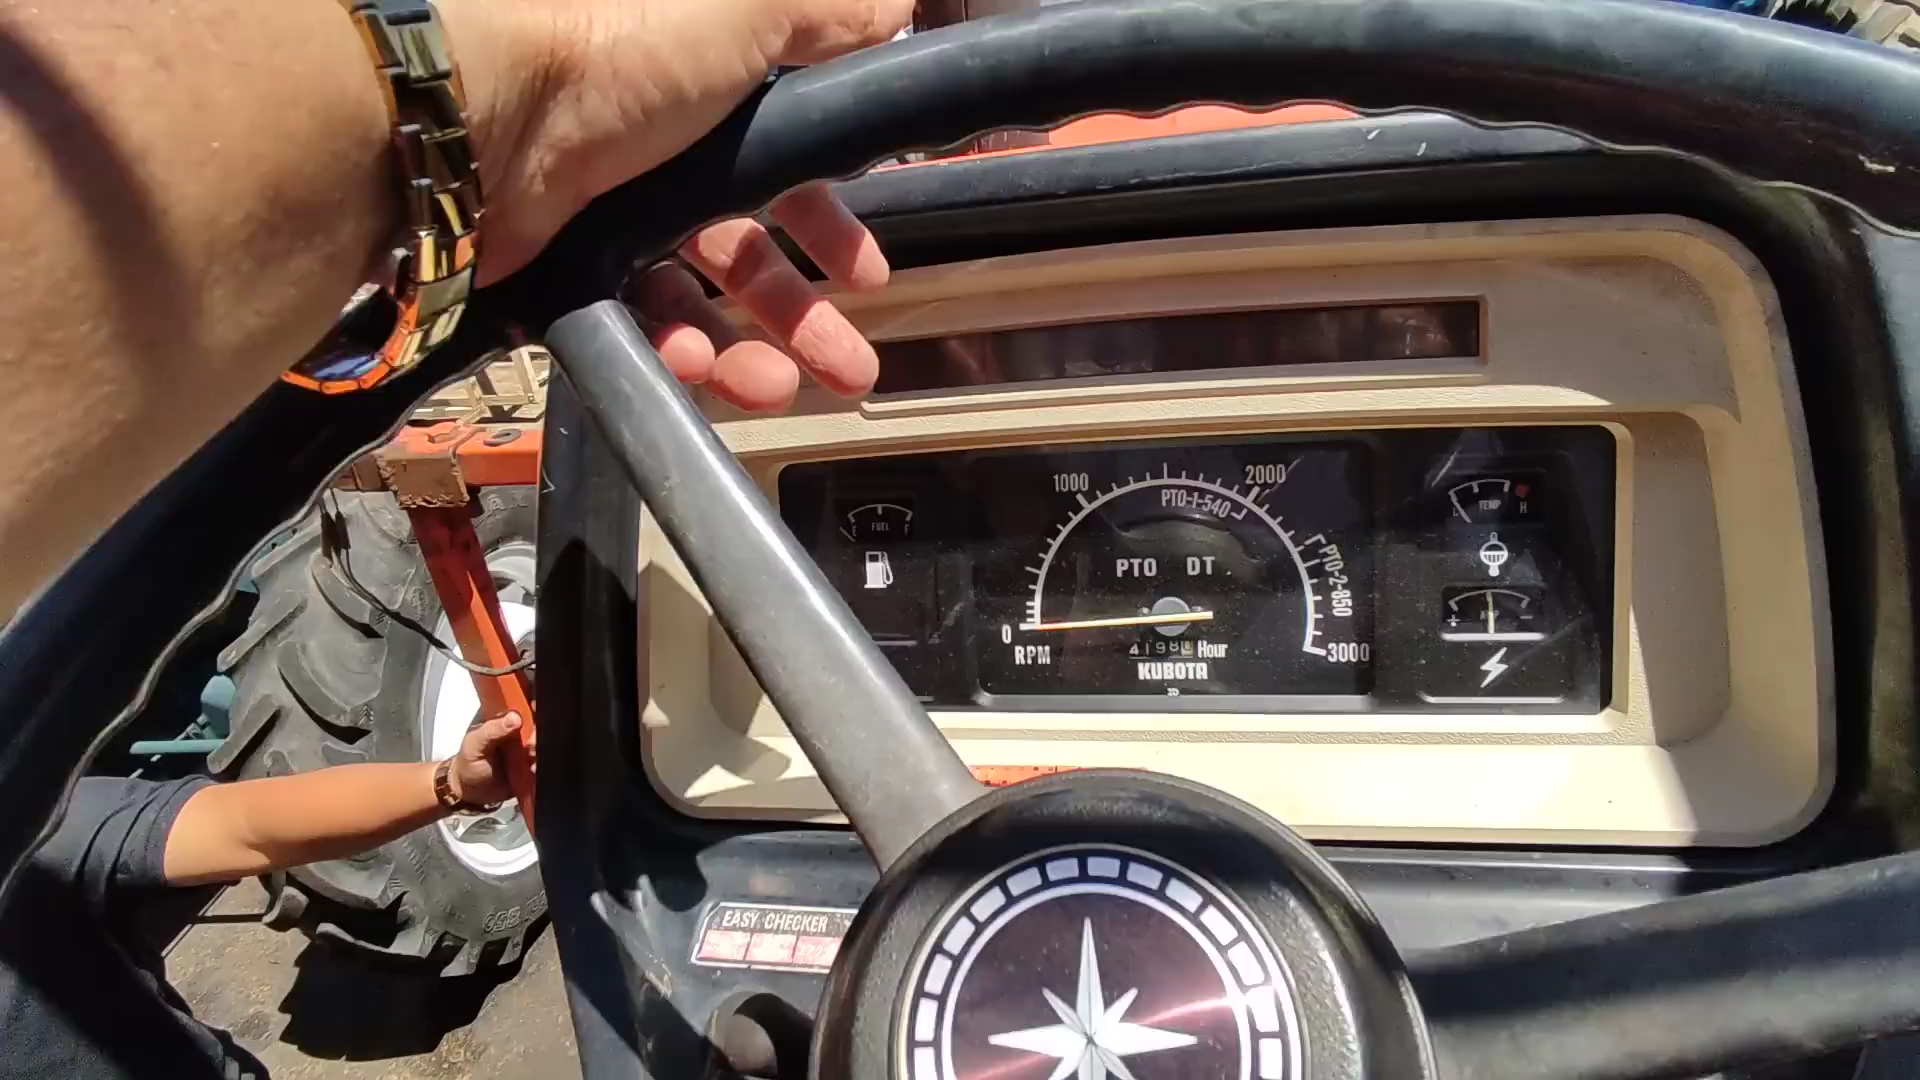 1000
2000
PTO-1-540
FUEL
E
F
TEMP
H
PTO DT
PTO-2-850
0
RPM
3000
Hour
KUBOTA
+
-
EASY CHECKER